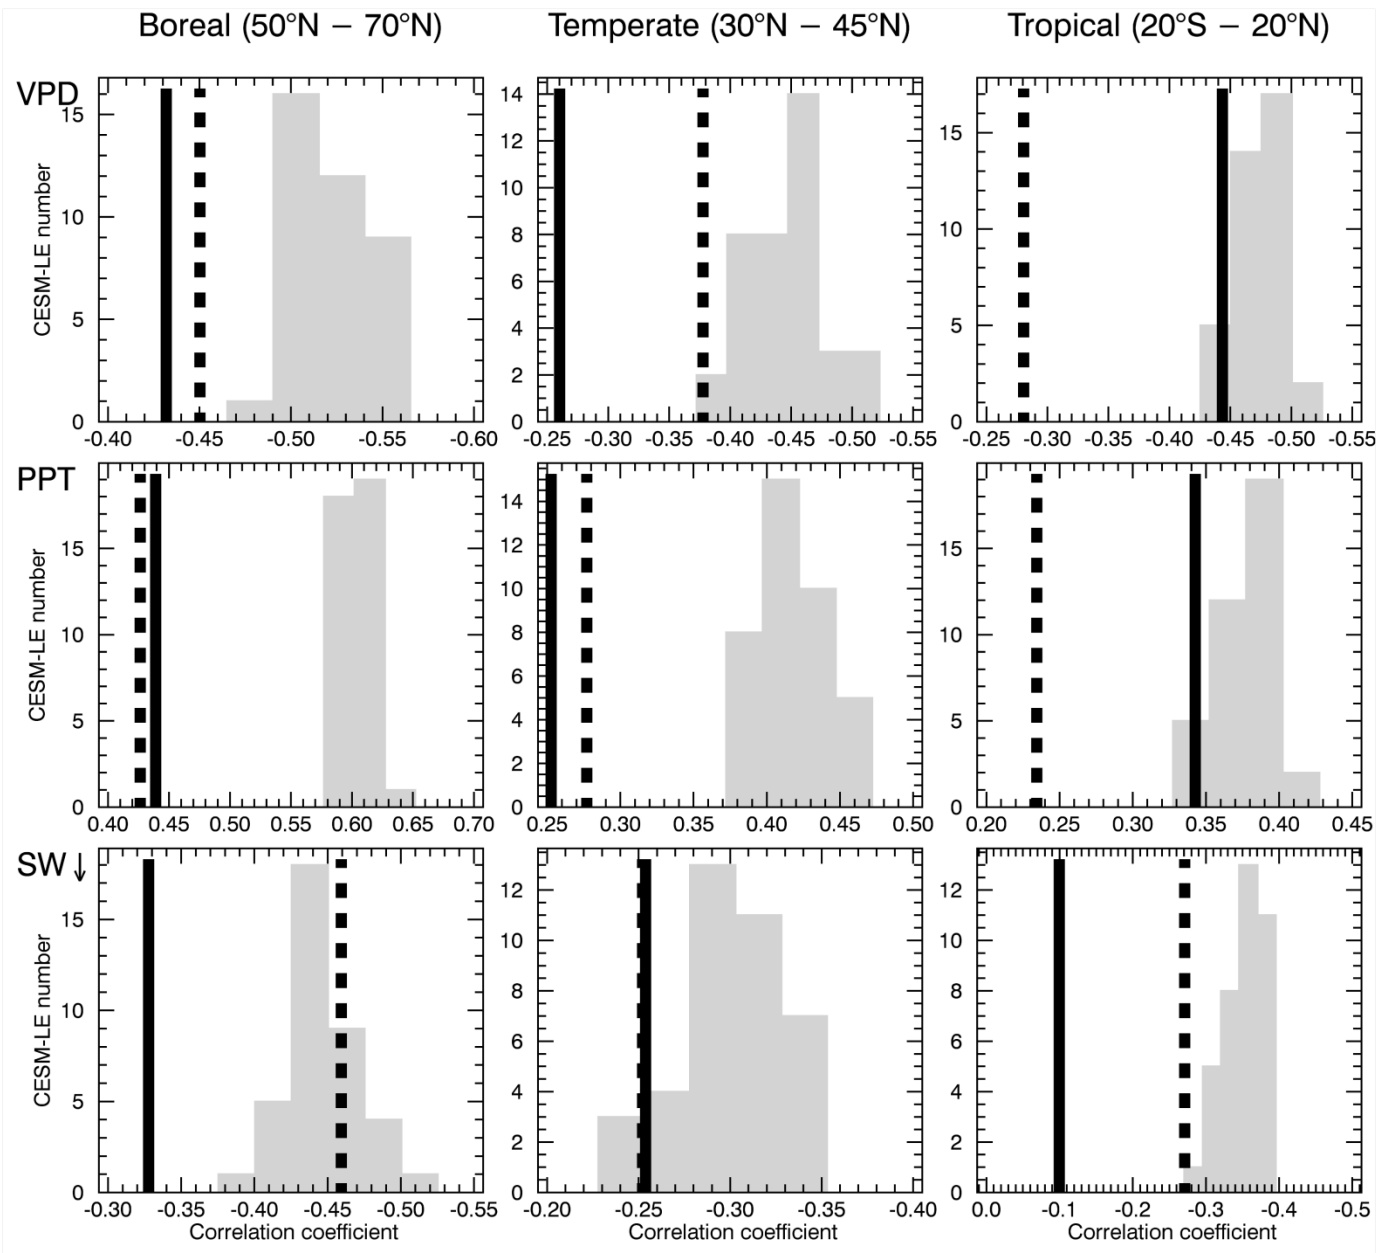 Boreal (50°N – 70°N) Temperate (30°N – 45°N) Tropical (20°S – 20°N)
VPD
CESM-LE number
15
10
5
0
-0.40 -0.45 -0.50 -0.55 -0.60
14
12
10
8
6
4
2
0
-0.25 -0.30 -0.35 -0.40 -0.45 -0.50 -0.55
15
10
5
0
-0.25 -0.30 -0.35 -0.40 -0.45 -0.50 -0.55
PPT
CESM-LE number
15
10
5
0
0.40 0.45 0.50 0.55 0.60 0.65 0.70
14
12
10
8
6
4
2
0
0.25 0.30 0.35 0.40 0.45 0.50
15
10
5
0
0.20 0.25 0.30 0.35 0.40 0.45
SW ↓
CESM-LE number
15
10
5
0
-0.30 -0.35 -0.40 -0.45 -0.50 -0.55
Correlation coefficient
12
10
8
6
4
2
0
-0.20 -0.25 -0.30 -0.35 -0.40
Correlation coefficient
12
10
8
6
4
2
0
-0.0 -0.1 -0.2 -0.3 -0.4 -0.5
Correlation coefficient